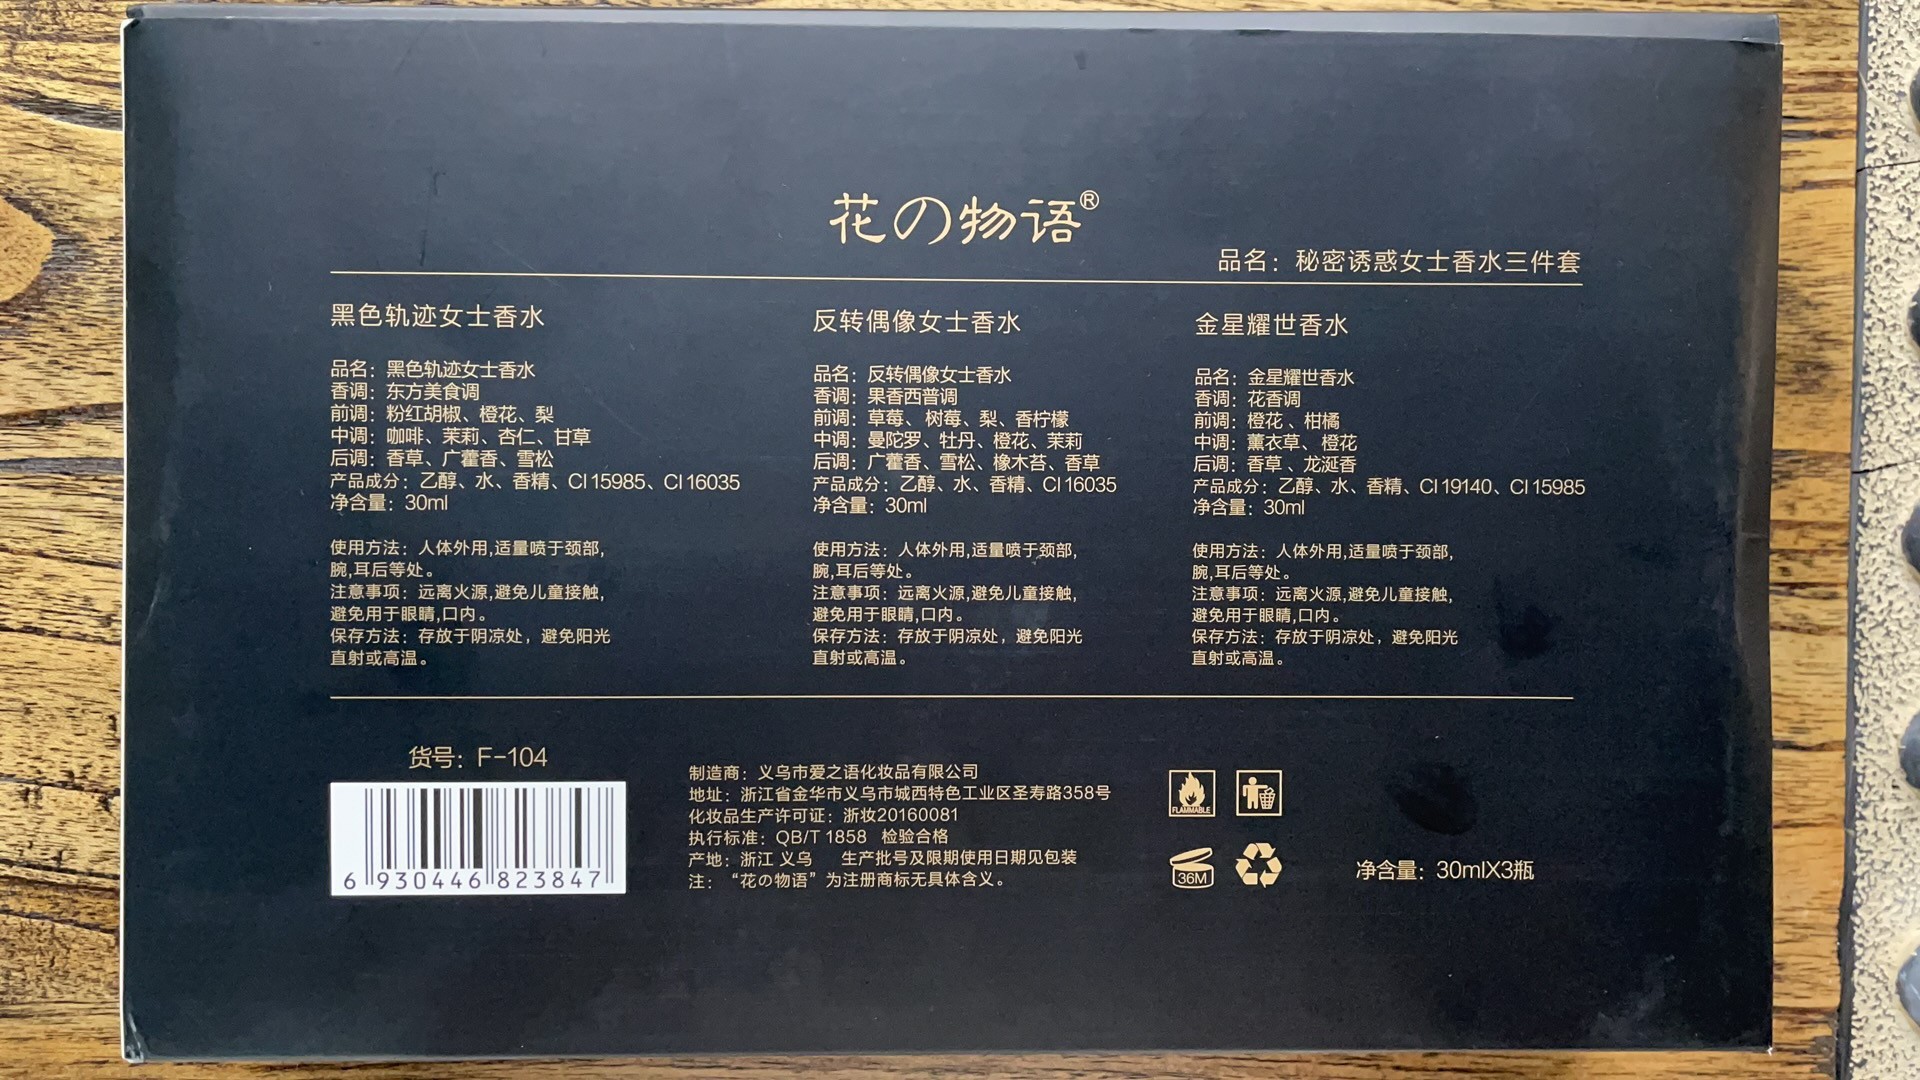 花の物语®
品名：秘密诱惑女士香水三件套
黑色轨迹女士香水
品名：黑色轨迹女士香水
香调：东方美食调
前调：粉红胡椒、橙花、梨
中调：咖啡、茉莉、杏仁、甘草
后调：香草、广藿香、雪松
产品成分：乙醇、水、香精、CI 15985、CI 16035
净含量：30ml
使用方法：人体外用,适量喷于颈部,
腕,耳后等处。
注意事项：远离火源,避免儿童接触,
避免用于眼睛,口内。
保存方法：存放于阴凉处，避免阳光
直射或高温。
反转偶像女士香水
品名：反转偶像女士香水
香调：果香西普调
前调：草莓、树莓、梨、香柠檬
中调：曼陀罗、牡丹、橙花、茉莉
后调：广藿香、雪松、橡木苔、香草
产品成分：乙醇、水、香精、CI 16035
净含量：30ml
使用方法：人体外用,适量喷于颈部,
腕,耳后等处。
注意事项：远离火源,避免儿童接触,
避免用于眼睛,口内。
保存方法：存放于阴凉处，避免阳光
直射或高温。
金星耀世香水
品名：金星耀世香水
香调：花香调
前调：橙花、柑橘
中调：薰衣草、橙花
后调：香草、龙涎香
产品成分：乙醇、水、香精、CI 19140、CI 15985
净含量：30ml
使用方法：人体外用,适量喷于颈部,
腕,耳后等处。
注意事项：远离火源,避免儿童接触,
避免用于眼睛,口内。
保存方法：存放于阴凉处，避免阳光
直射或高温。
货号：F-104
6 930446 823847
制造商：义乌市爱之语化妆品有限公司
地址：浙江省金华市义乌市城西特色工业区圣寿路358号
化妆品生产许可证：浙妆20160081
执行标准：QB/T 1858 检验合格
产地：浙江 义乌 生产批号及限期使用日期见包装
注：“花の物语”为注册商标无具体含义。
FLAMMABLE
36M
净含量：30mlX3瓶